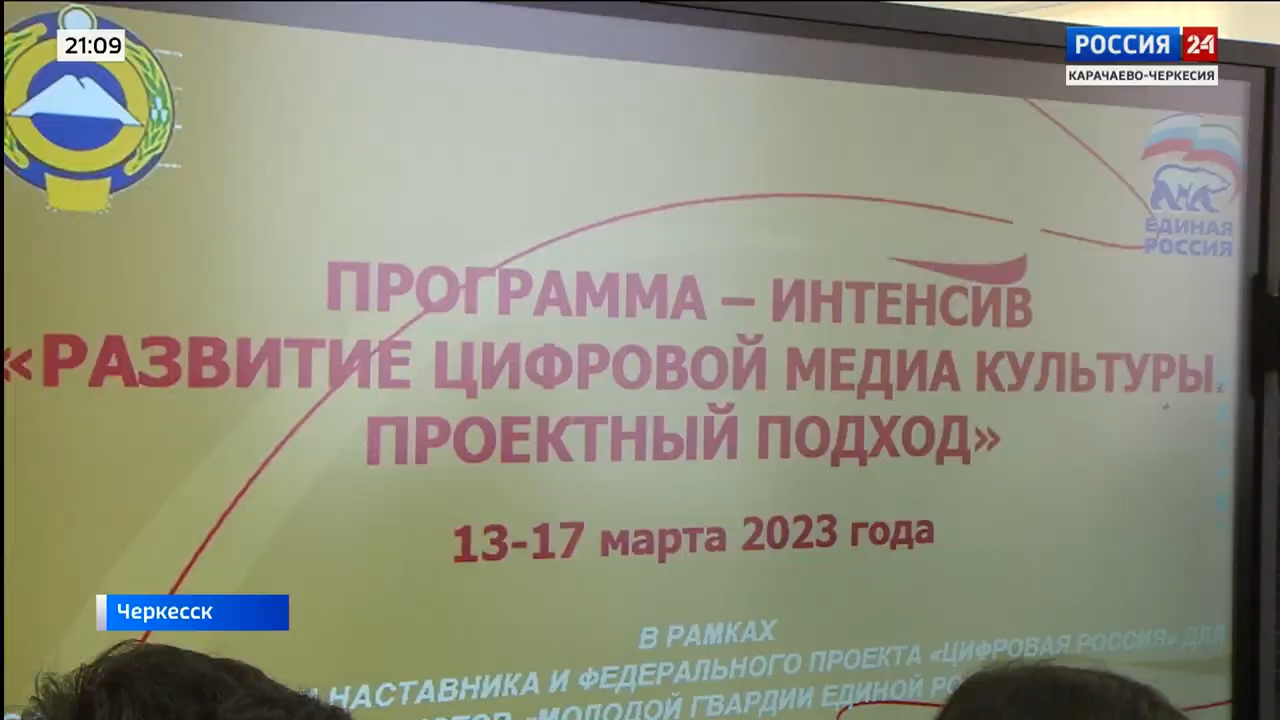 21:09
РОССИЯ 24
КАРАЧАЕВО-ЧЕРКЕСИЯ
ЕДИНАЯ
РОССИЯ
ПРОГРАММА – ИНТЕНСИВ
«РАЗВИТИЕ ЦИФРОВОЙ МЕДИА КУЛЬТУРЫ.
ПРОЕКТНЫЙ ПОДХОД»
13-17 марта 2023 года
Черкесск
В РАМКАХ
НАСТАВНИКА И ФЕДЕРАЛЬНОГО ПРОЕКТА «ЦИФРОВАЯ РОССИЯ» ДЛЯ
«МОЛОДОЙ ГВАРДИИ ЕДИНОЙ